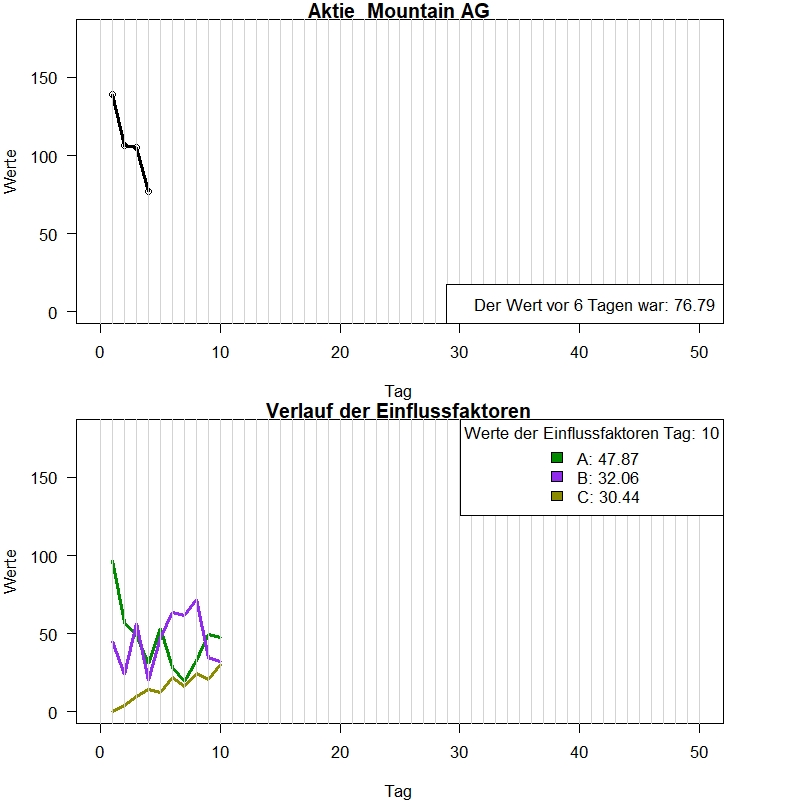 Aktie  Mountain AG
Werte
150
100
50
0
Der Wert vor 6 Tagen war: 76.79
0 10 20 30 40 50
Tag
Verlauf der Einflussfaktoren
Werte
150
100
50
0
Werte der Einflussfaktoren Tag: 10
A: 47.87
B: 32.06
C: 30.44
0 10 20 30 40 50
Tag